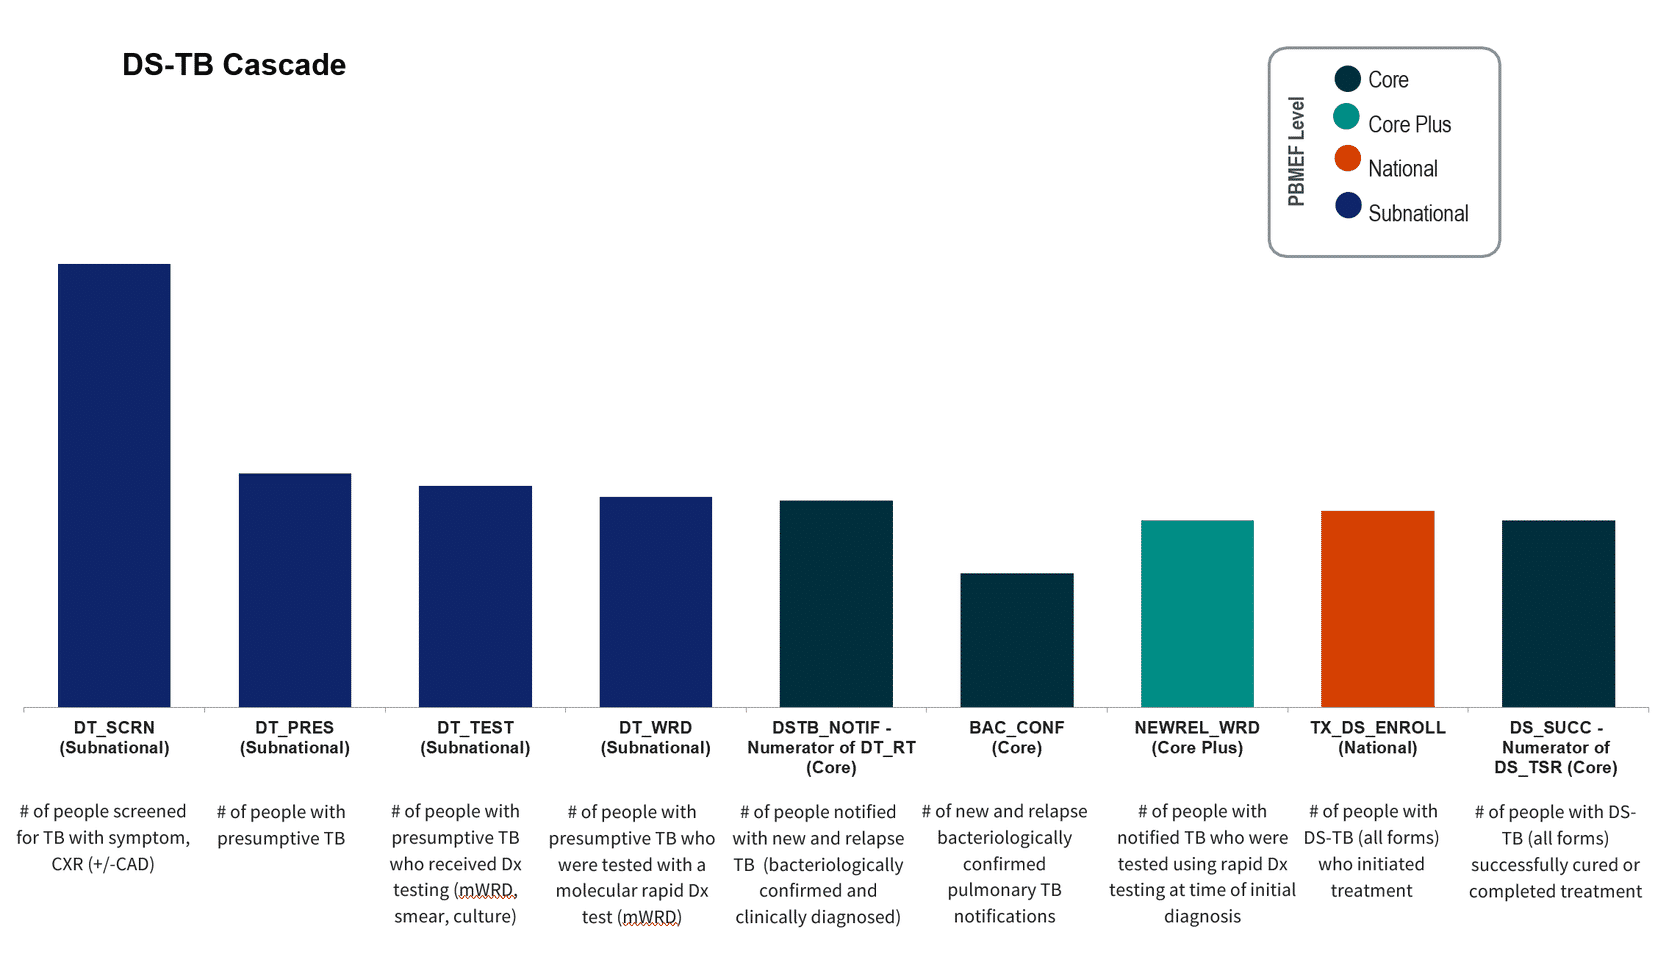 DS-TB Cascade
PBMEF Level
Core
Core Plus
National
Subnational
DT_SCRN
(Subnational)
DT_PRES
(Subnational)
DT_TEST
(Subnational)
DT_WRD
(Subnational)
DSTB_NOTIF -
Numerator of DT_RT
(Core)
BAC_CONF
(Core)
NEWREL_WRD
(Core Plus)
TX_DS_ENROLL
(National)
DS_SUCC -
Numerator of
DS_TSR (Core)
# of people screened
for TB with symptom,
CXR (+/-CAD)
# of people with
presumptive TB
# of people with
presumptive TB
who received Dx
testing (mWRD,
smear, culture)
# of people with
presumptive TB who
were tested with a
molecular rapid Dx
test (mWRD)
# of people notified
with new and relapse
TB (bacteriologically
confirmed and
clinically diagnosed)
# of new and relapse
bacteriologically
confirmed
pulmonary TB
notifications
# of people with
notified TB who were
tested using rapid Dx
testing at time of initial
diagnosis
# of people with
DS-TB (all forms)
who initiated
treatment
# of people with DS-
TB (all forms)
successfully cured or
completed treatment